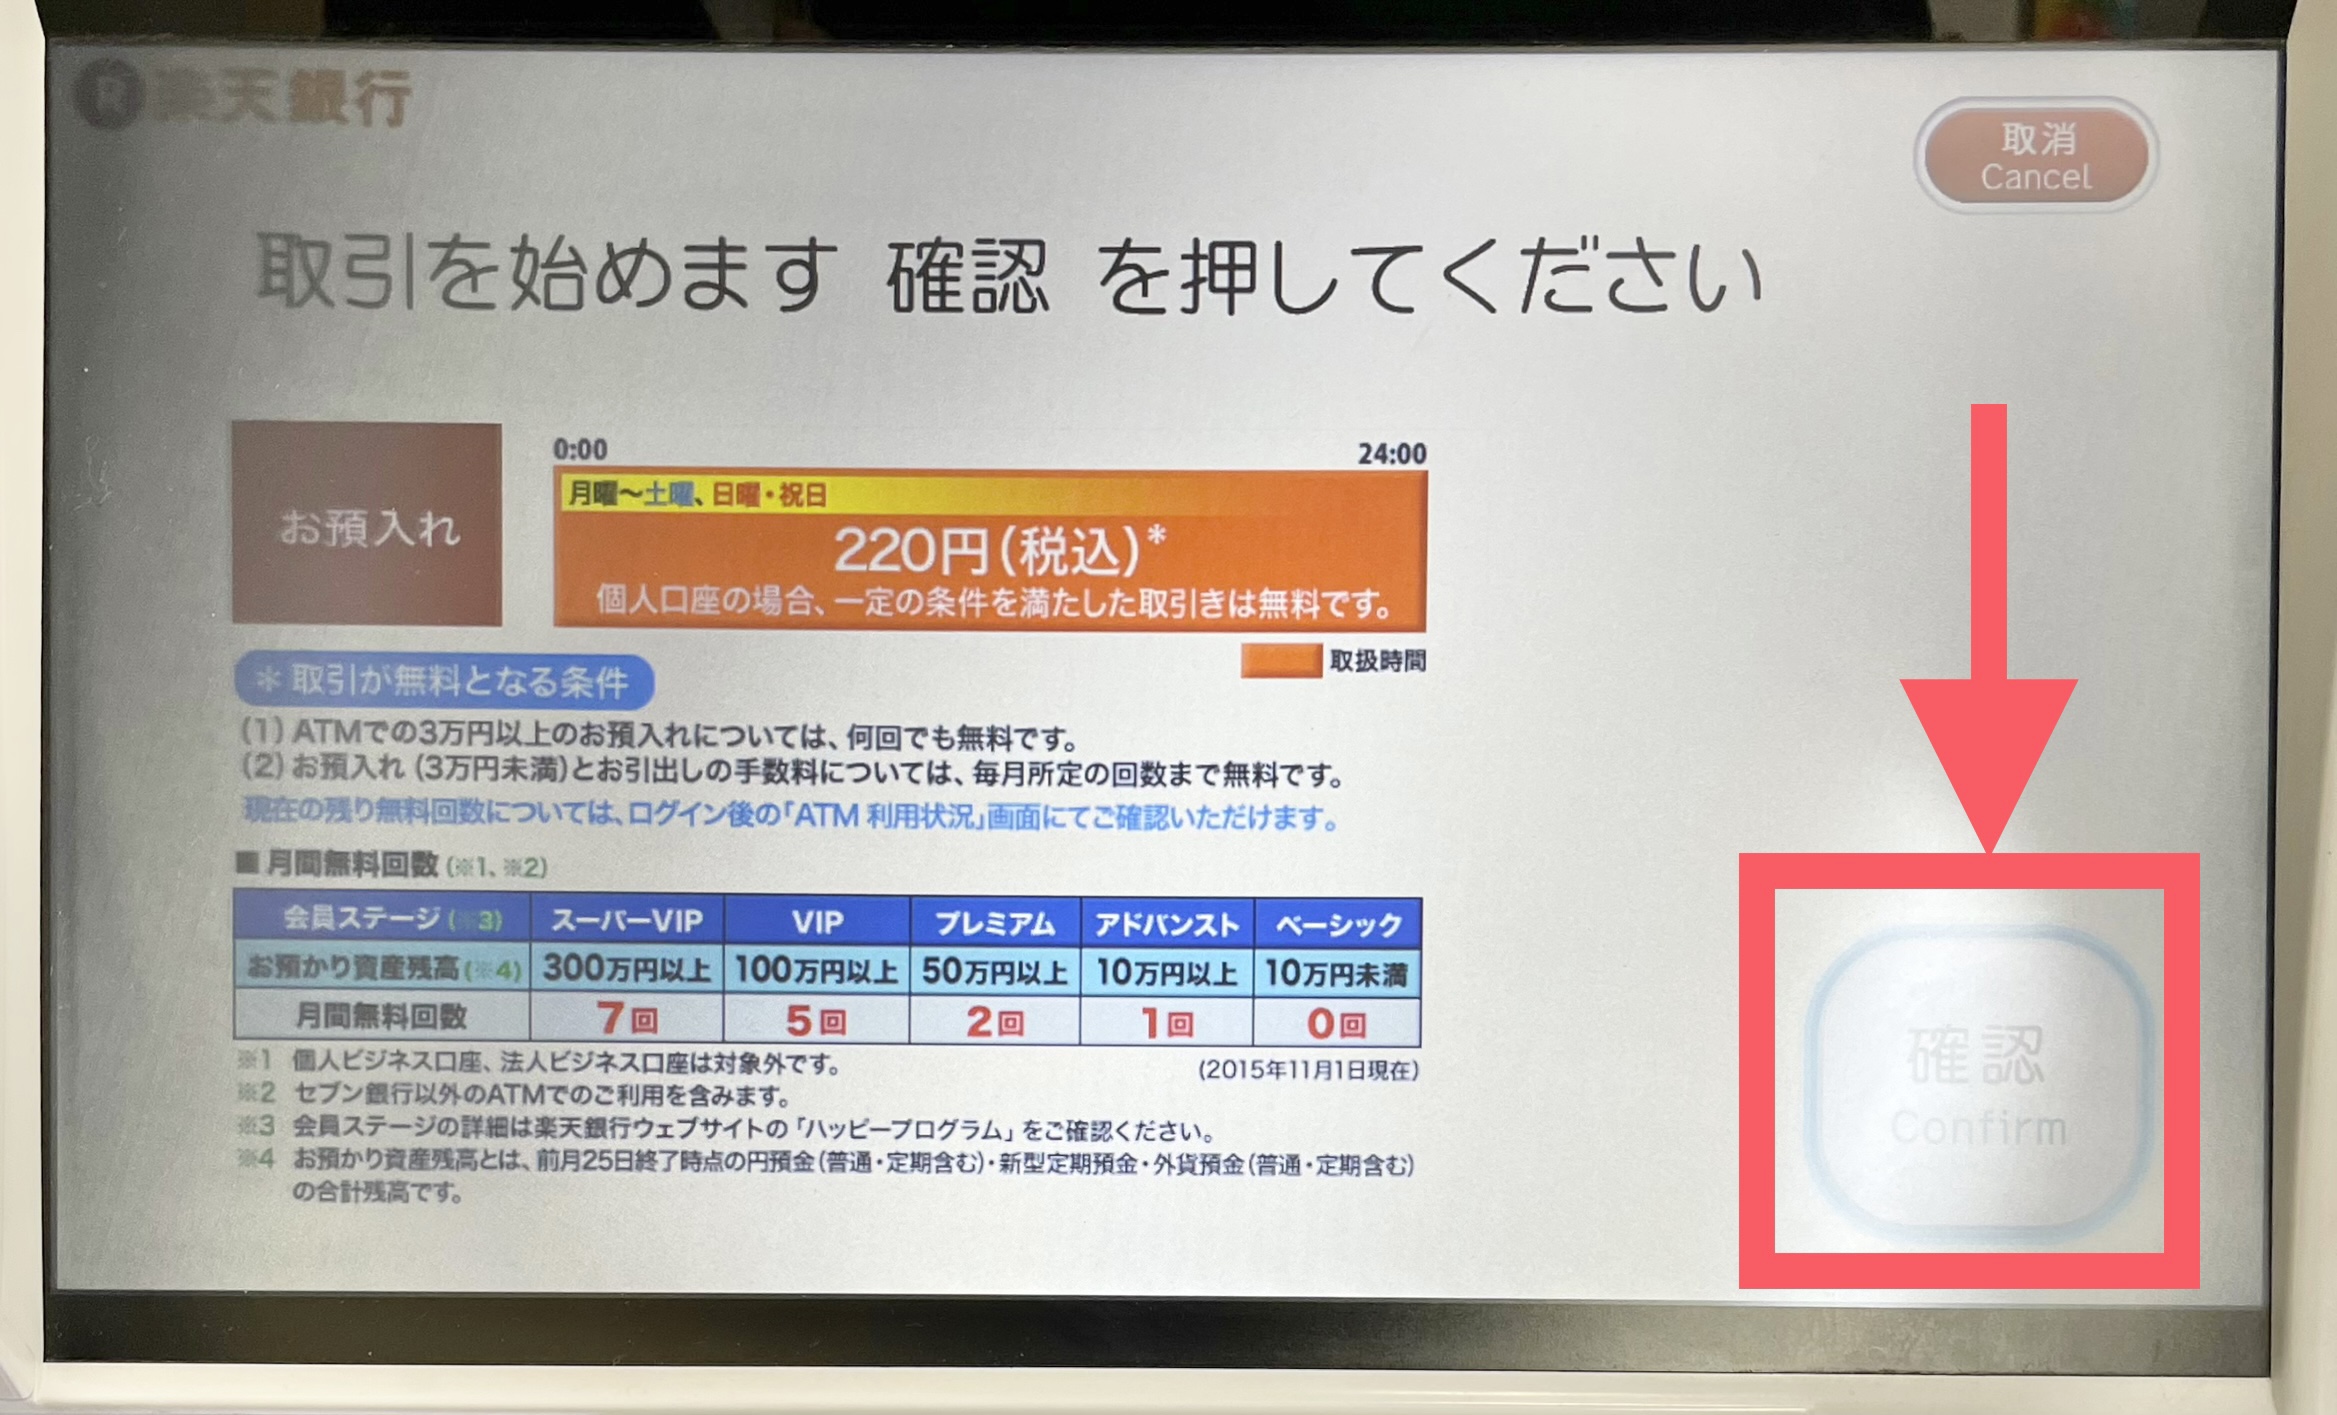 楽天銀行
取消
Cancel
取引を始めます 確認 を押してください
お預入れ
0:00 24:00
月曜～土曜、日曜・祝日
220円(税込)*
個人口座の場合、一定の条件を満たした取引きは無料です。
取扱時間
＊取引が無料となる条件
(1)ATMでの3万円以上のお預入れについては、何回でも無料です。
(2)お預入れ(3万円未満)とお引出しの手数料については、毎月所定の回数まで無料です。
現在の残り無料回数については、ログイン後の「ATM利用状況」画面にてご確認いただけます。
■月間無料回数(※1、※2)
会員ステージ(※3) スーパーVIP VIP プレミアム アドバンスト ベーシック
お預かり資産残高(※4) 300万円以上 100万円以上 50万円以上 10万円以上 10万円未満
月間無料回数 7回 5回 2回 1回 0回
※1 個人ビジネス口座、法人ビジネス口座は対象外です。 (2015年11月1日現在)
※2 セブン銀行以外のATMでのご利用を含みます。
※3 会員ステージの詳細は楽天銀行ウェブサイトの「ハッピープログラム」をご確認ください。
※4 お預かり資産残高とは、前月25日終了時点の円預金(普通・定期含む)・新型定期預金・外貨預金(普通・定期含む)
の合計残高です。
確認
Confirm